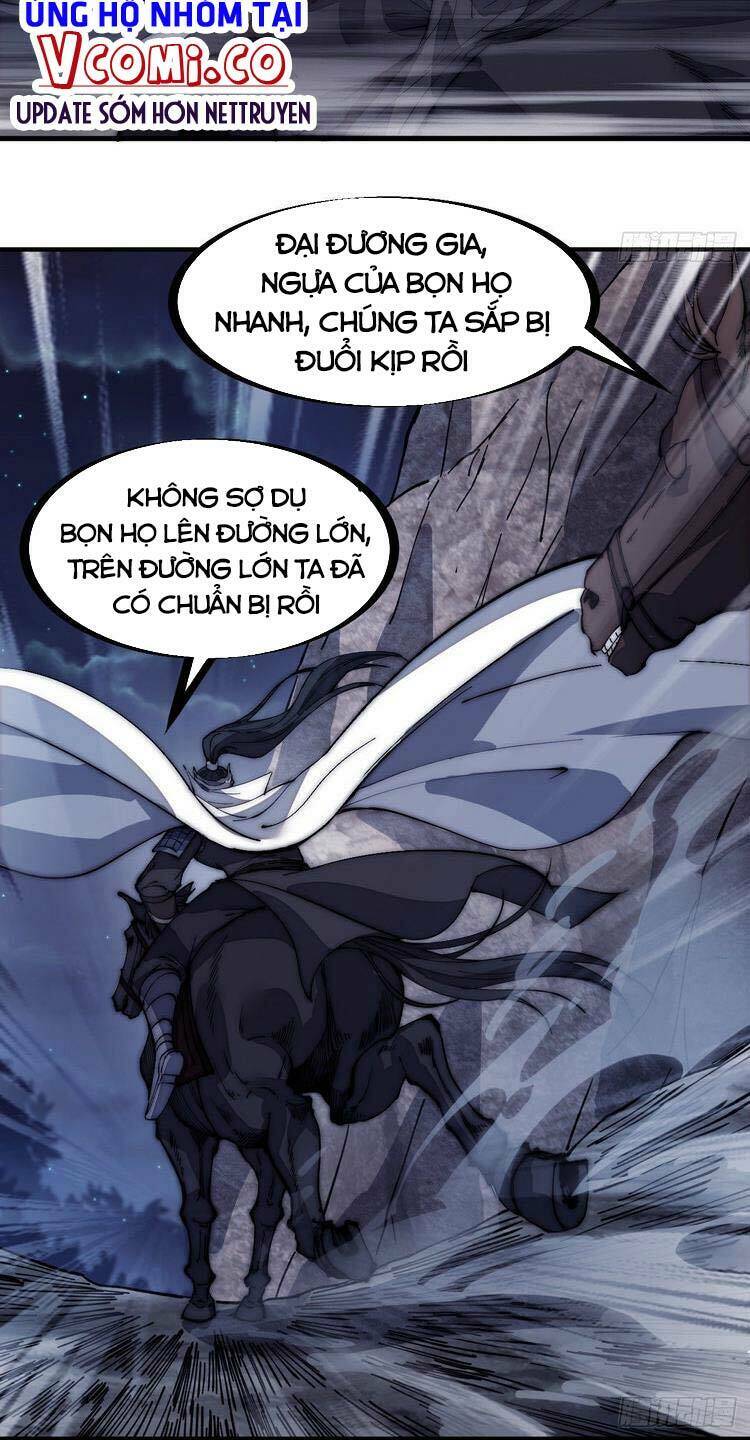 ỦNG HỘ NHÓM TẠI
VCOMI.CO
UPDATE SỚM HƠN NETTRUYEN
ĐẠI ĐƯƠNG GIA,
NGỰA CỦA BỌN HỌ
NHANH, CHÚNG TA SẮP BỊ
ĐUỔI KỊP RỒI
KHÔNG SỢ DỤ
BỌN HỌ LÊN ĐƯỜNG LỚN,
TRÊN ĐƯỜNG LỚN TA ĐÃ
CÓ CHUẨN BỊ RỒI